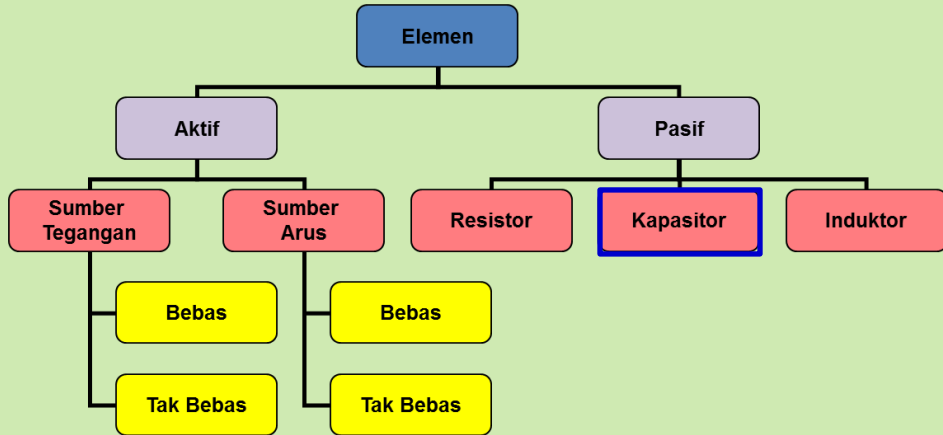 Elemen
Aktif
Pasif
Sumber
Tegangan
Sumber
Arus
Resistor
Kapasitor
Induktor
Bebas
Bebas
Tak Bebas
Tak Bebas